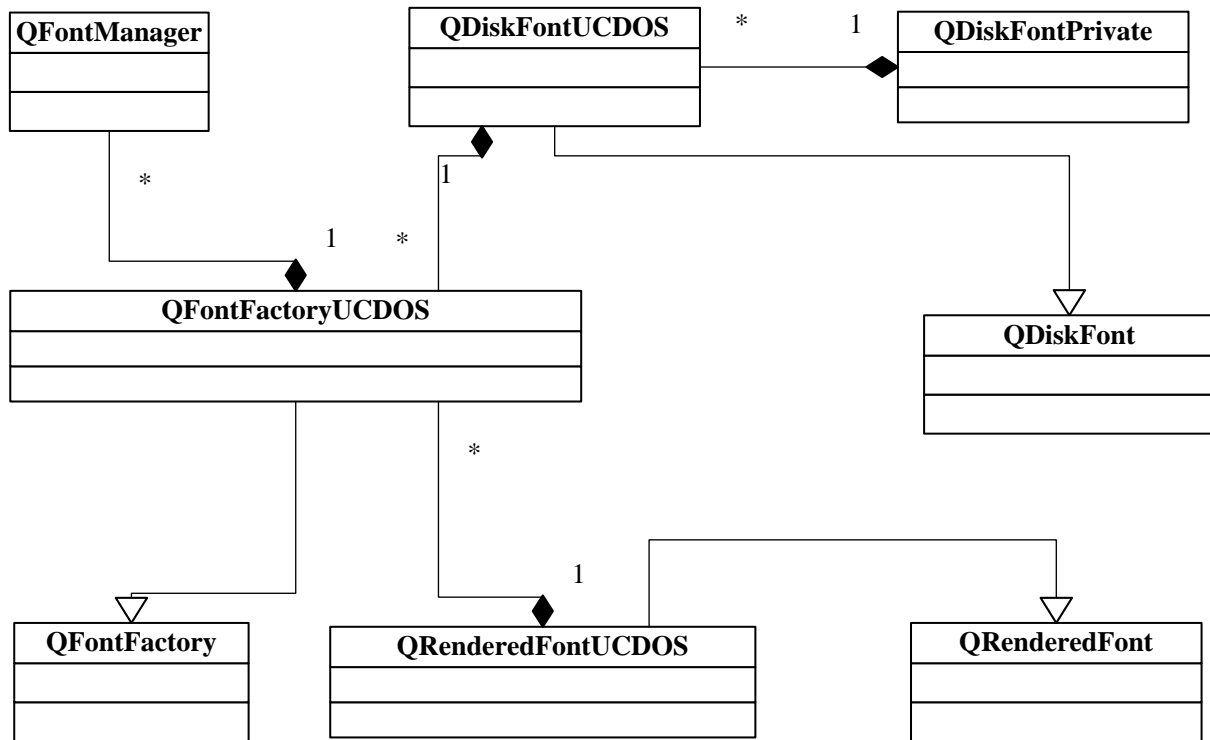 QFontManager
QDiskFontUCDOS
*
1
QDiskFontPrivate
*
1
1
*
QFontFactoryUCDOS
QDiskFont
*
1
QFontFactory
QRenderedFontUCDOS
QRenderedFont